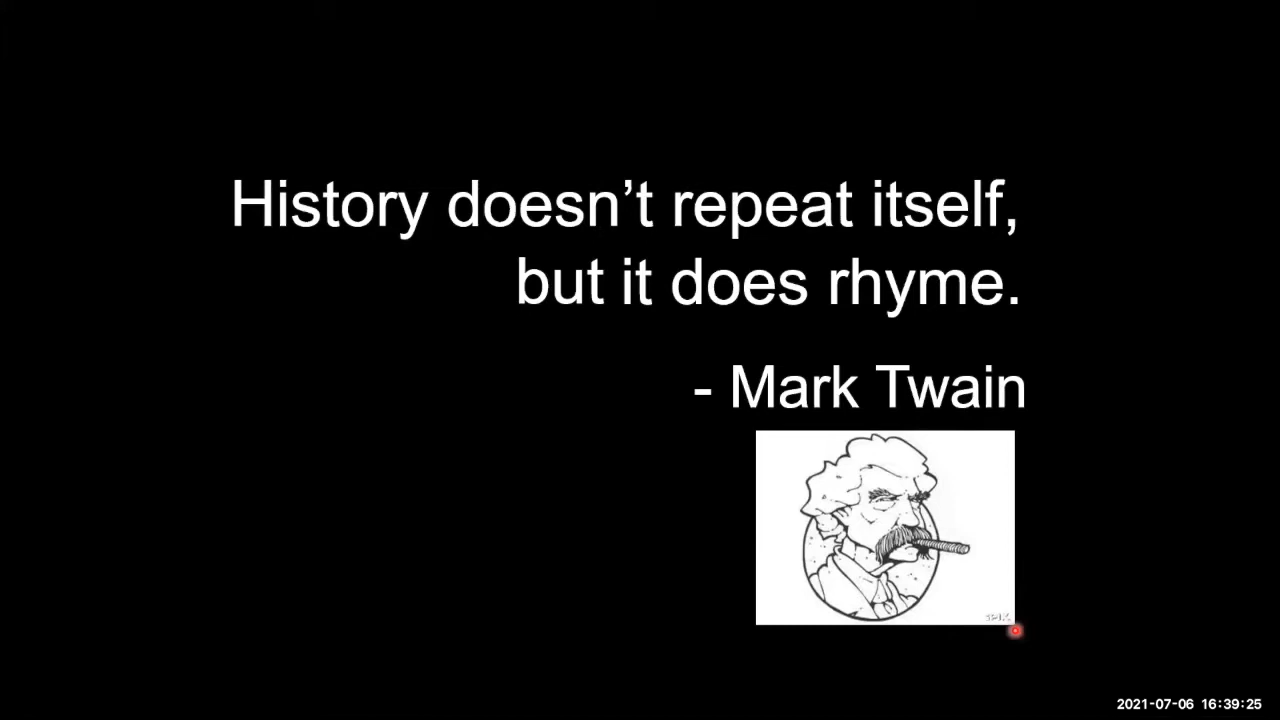 History doesn’t repeat itself,
but it does rhyme.
- Mark Twain
2021-07-06 16:39:25